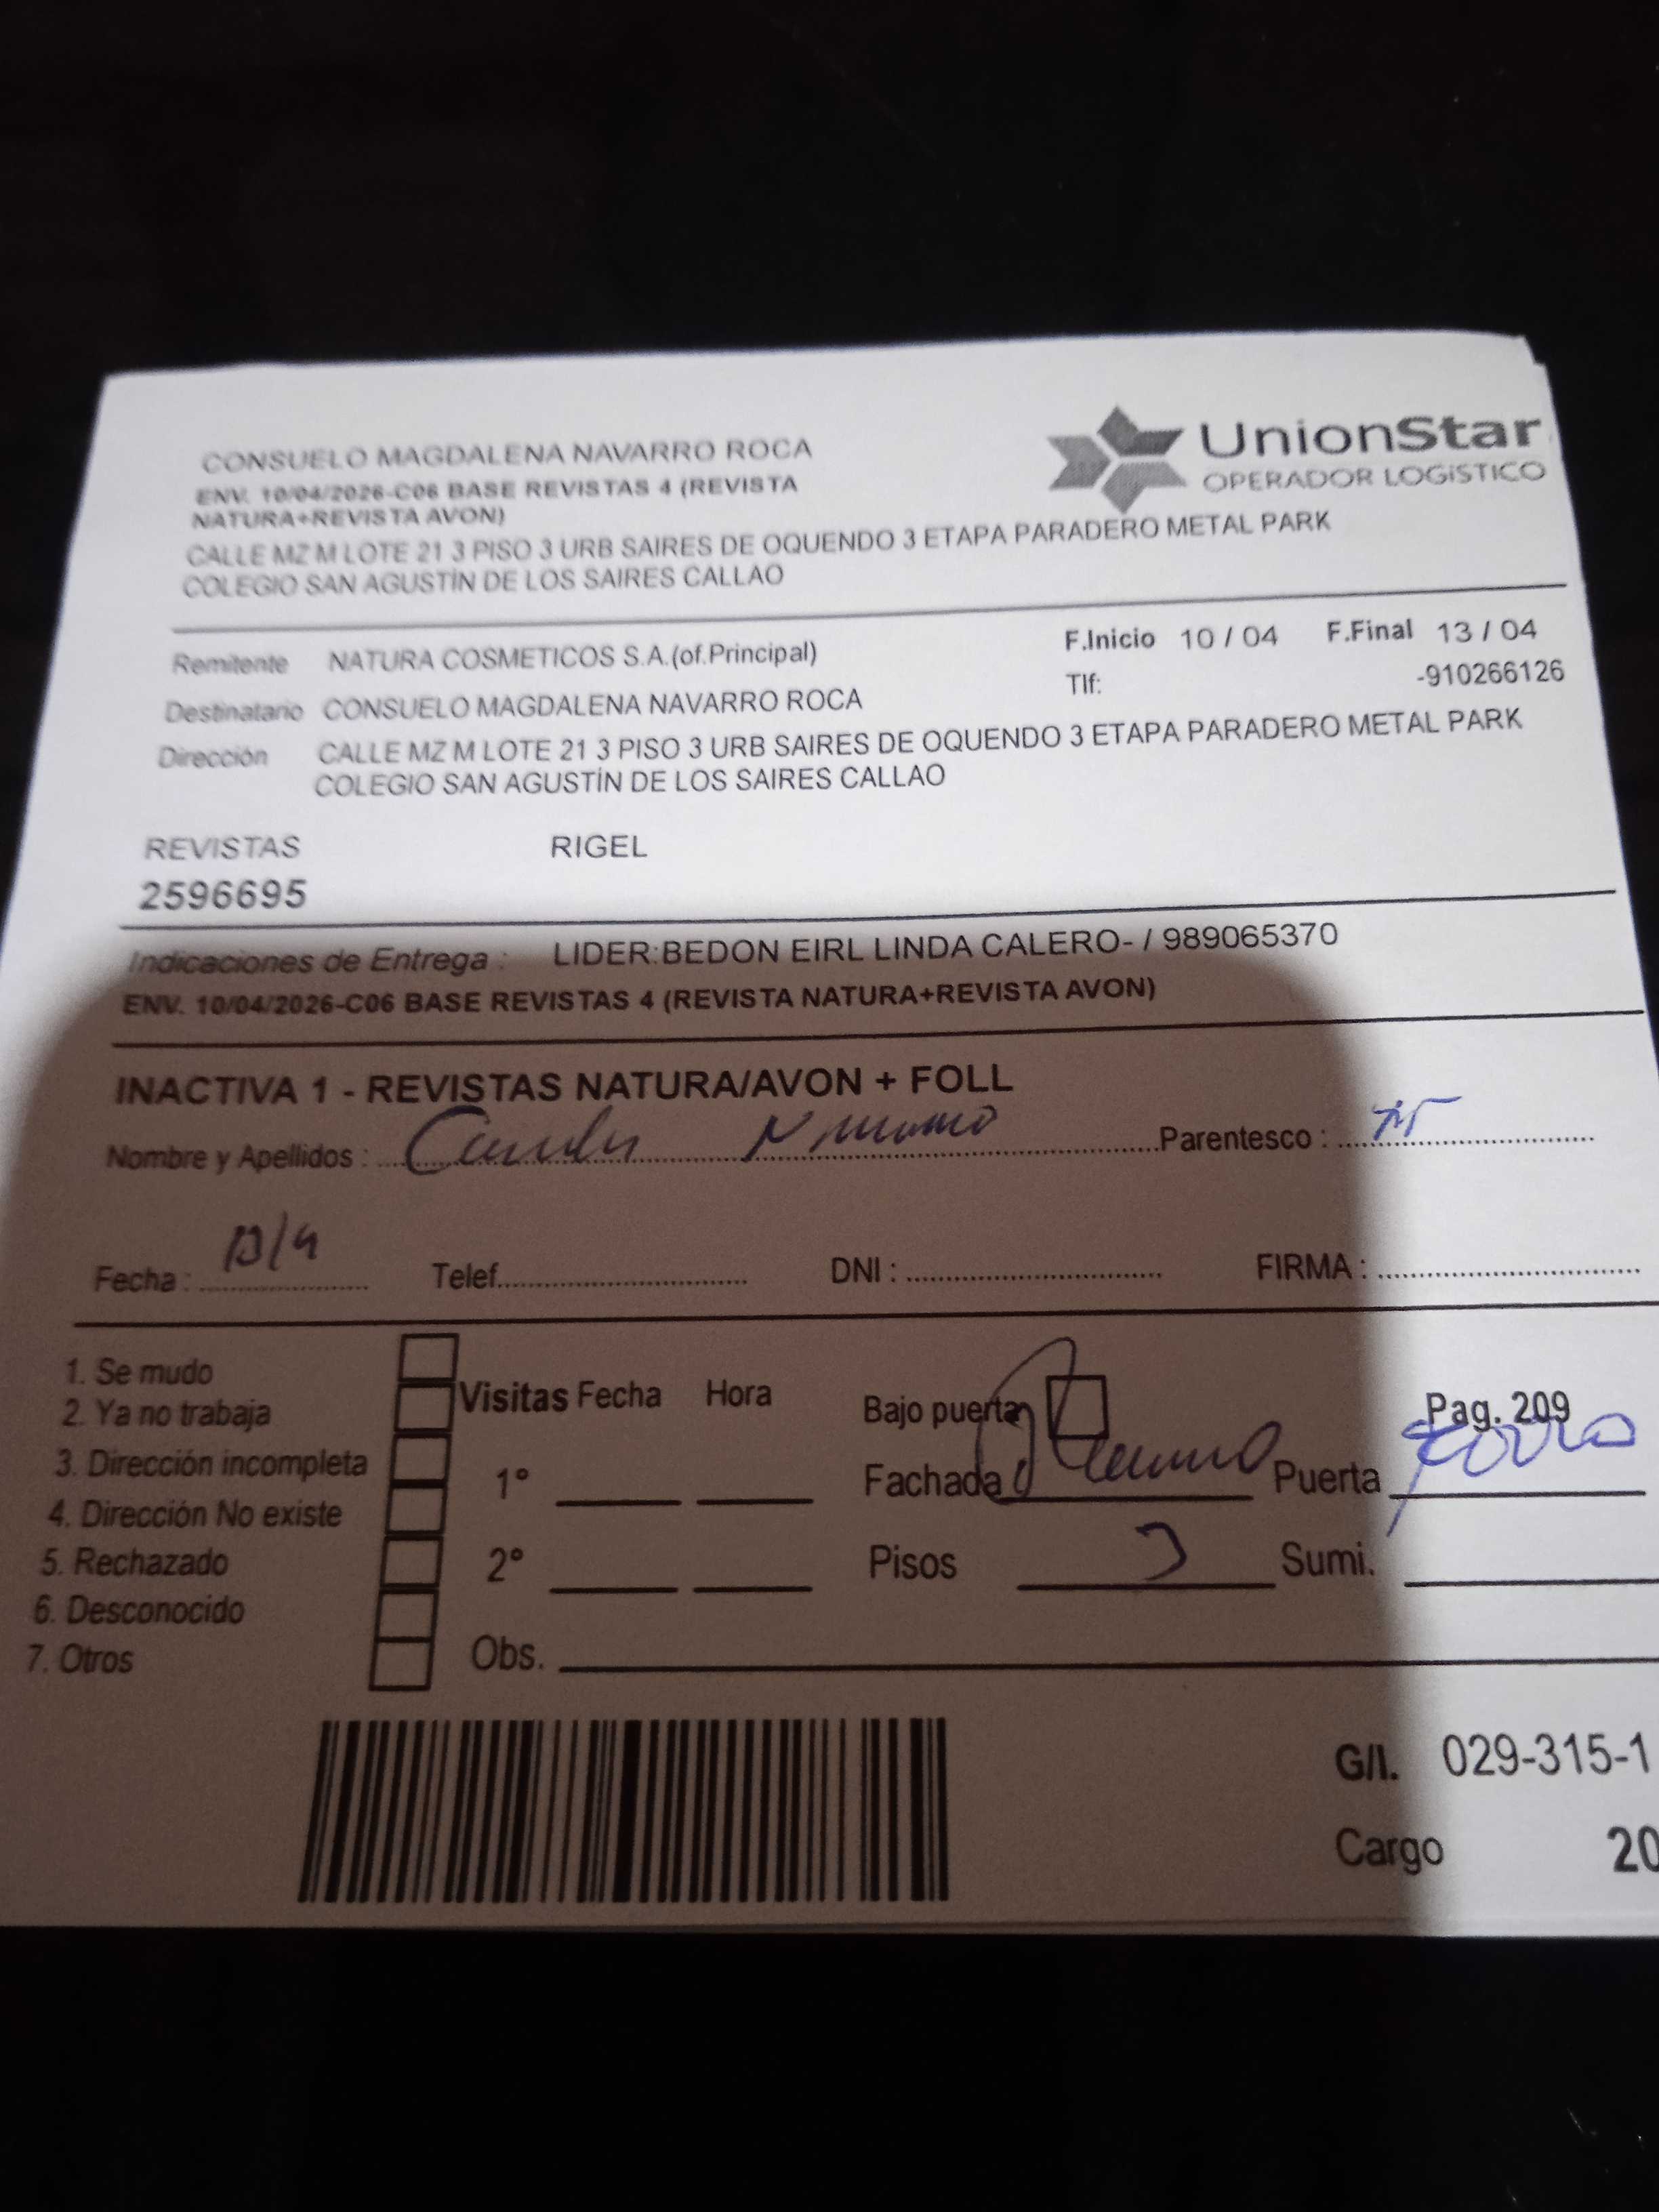 CONSUELO MAGDALENA NAVARRO ROCA
ENV. 10/04/2026-C06 BASE REVISTAS 4 (REVISTA
NATURA+REVISTA AVON)
CALLE MZ M LOTE 21 3 PISO 3 URB SAIRES DE OQUENDO 3 ETAPA PARADERO METAL PARK
COLEGIO SAN AGUSTÍN DE LOS SAIRES CALLAO
UnionStar
OPERADOR LOGíSTICO
Remitente NATURA COSMETICOS S.A.(of.Principal)
F.Inicio 10 / 04 F.Final 13 / 04
Destinatario CONSUELO MAGDALENA NAVARRO ROCA
Tlf: -910266126
Dirección CALLE MZ M LOTE 21 3 PISO 3 URB SAIRES DE OQUENDO 3 ETAPA PARADERO METAL PARK
COLEGIO SAN AGUSTÍN DE LOS SAIRES CALLAO
REVISTAS RIGEL
2596695
Indicaciones de Entrega : LIDER:BEDON EIRL LINDA CALERO- / 989065370
ENV. 10/04/2026-C06 BASE REVISTAS 4 (REVISTA NATURA+REVISTA AVON)
INACTIVA 1 - REVISTAS NATURA/AVON + FOLL
Nombre y Apellidos : Parentesco :
Fecha : 13/4 Telef. DNI : FIRMA :
1. Se mudo
2. Ya no trabaja
3. Dirección incompleta
4. Dirección No existe
5. Rechazado
6. Desconocido
7. Otros
Visitas Fecha Hora
1°
2°
Obs.
Bajo puerta Pag. 209
Fachada Puerta
Pisos 3 Sumi.
G/I. 029-315-1
Cargo 20